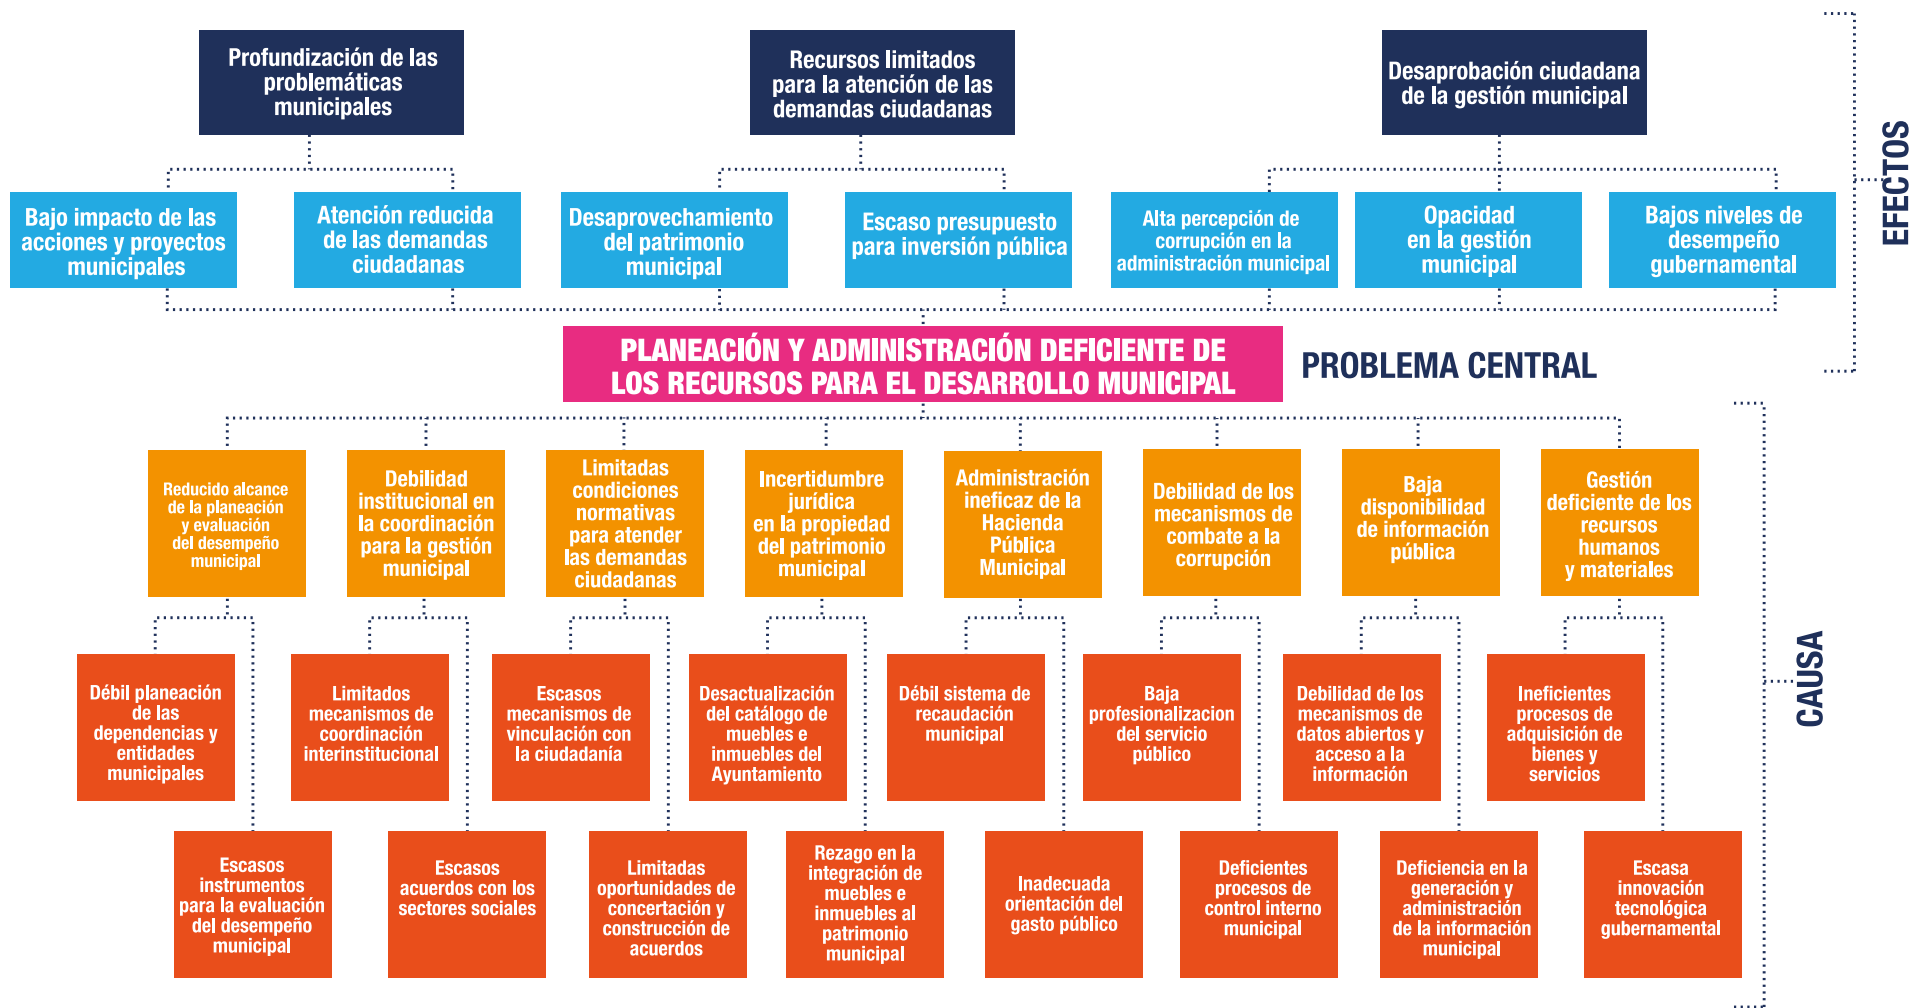 Profundización de las
problemáticas
municipales
Recursos limitados
para la atención de las
demandas ciudadanas
Desaprobación ciudadana
de la gestión municipal
EFECTOS
Bajo impacto de las
acciones y proyectos
municipales
Atención reducida
de las demandas
ciudadanas
Desaprovechamiento
del patrimonio
municipal
Escaso presupuesto
para inversión pública
Alta percepción de
corrupción en la
administración municipal
Opacidad
en la gestión
municipal
Bajos niveles de
desempeño
gubernamental
PLANEACIÓN Y ADMINISTRACIÓN DEFICIENTE DE
LOS RECURSOS PARA EL DESARROLLO MUNICIPAL
PROBLEMA CENTRAL
Reducido alcance
de la planeación
y evaluación
del desempeño
municipal
Debilidad
institucional en
la coordinación
para la gestión
municipal
Limitadas
condiciones
normativas
para atender
las demandas
ciudadanas
Incertidumbre
jurídica
en la propiedad
del patrimonio
municipal
Administración
ineficaz de la
Hacienda
Pública
Municipal
Debilidad de los
mecanismos de
combate a la
corrupción
Baja
disponibilidad
de información
pública
Gestión
deficiente de los
recursos
humanos
y materiales
CAUSA
Débil planeación
de las
dependencias y
entidades
municipales
Limitados
mecanismos de
coordinación
interinstitucional
Escasos
mecanismos de
vinculación con
la ciudadanía
Desactualización
del catálogo de
muebles e
inmuebles del
Ayuntamiento
Débil sistema de
recaudación
municipal
Baja
profesionalizacion
del servicio
público
Debilidad de los
mecanismos de
datos abiertos y
acceso a la
información
Ineficientes
procesos de
adquisición de
bienes y
servicios
Escasos
instrumentos
para la evaluación
del desempeño
municipal
Escasos
acuerdos con los
sectores sociales
Limitadas
oportunidades de
concertación y
construcción de
acuerdos
Rezago en la
integración de
muebles e
inmuebles al
patrimonio
municipal
Inadecuada
orientación del
gasto público
Deficientes
procesos de
control interno
municipal
Deficiencia en la
generación y
administración
de la información
municipal
Escasa
innovación
tecnológica
gubernamental